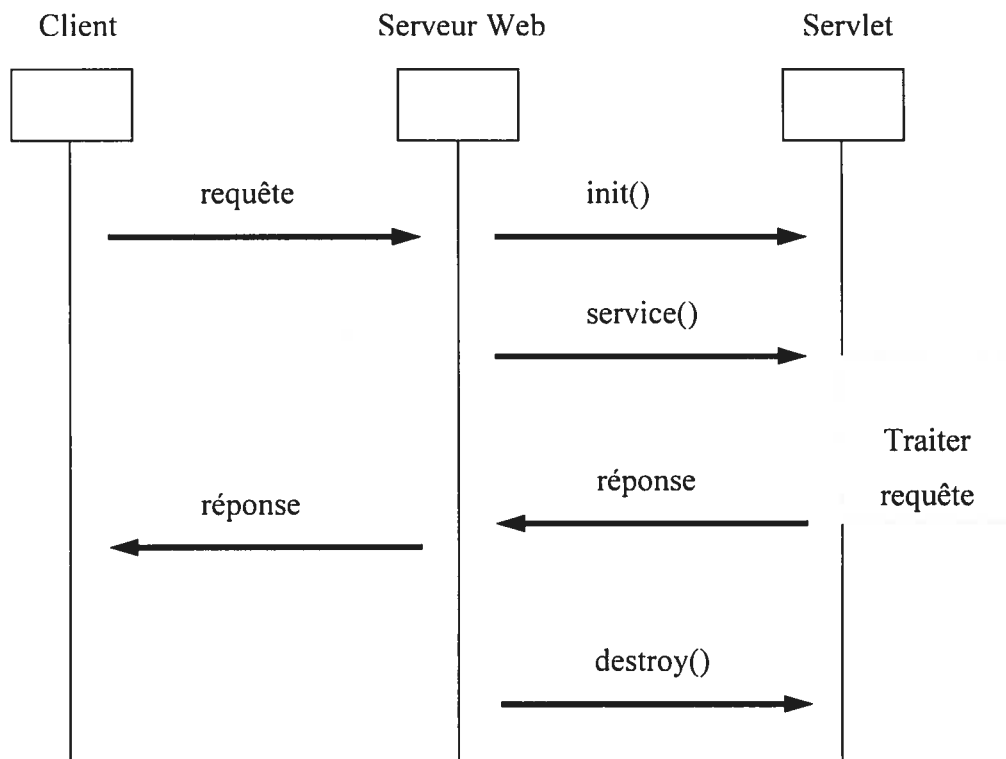 Client
Serveur Web
Servlet
requête
init()
service()
Traiter
requête
réponse
réponse
destroy()